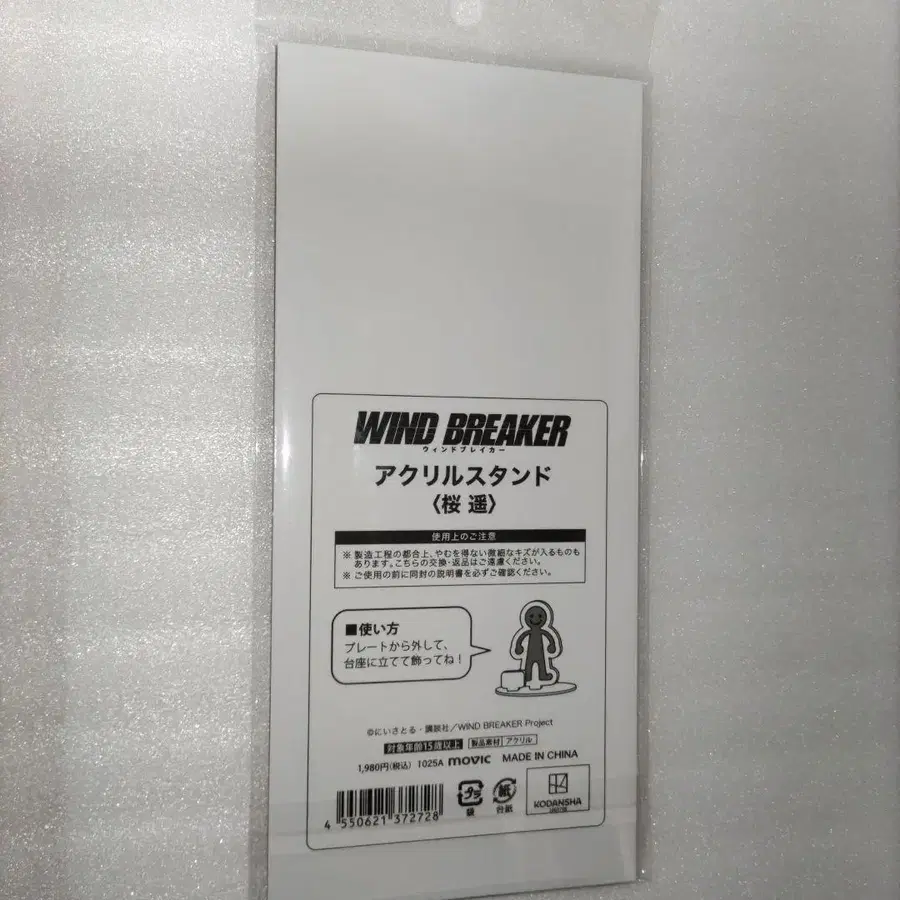 WIND BREAKER
ウィンドブレイカー
アクリルスタンド
〈桜 遥〉
使用上のご注意
※ 製造工程の都合上、やむを得ない微細なキズが入るものも
あります。こちらの交換・返品はご遠慮ください。
※ ご使用の前に同封の説明書を必ずご確認ください。
■使い方
プレートから外して、
台座に立てて飾ってね！
©にいさとる・講談社／WIND BREAKER Project
対象年齢15歳以上 製品素材 アクリル
1,980円(税込) 1025A movic MADE IN CHINA
4 550621 372728
プラ
袋
紙
台紙
KODANSHA